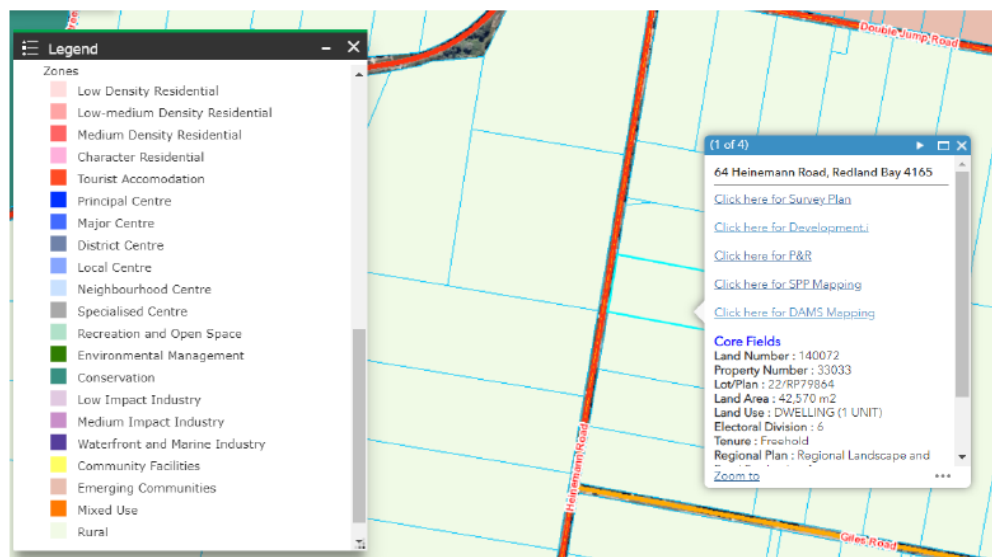 Legend
Zones
Low Density Residential
Low-medium Density Residential
Medium Density Residential
Character Residential
Tourist Accomodation
Principal Centre
Major Centre
District Centre
Local Centre
Neighbourhood Centre
Specialised Centre
Recreation and Open Space
Environmental Management
Conservation
Low Impact Industry
Medium Impact Industry
Waterfront and Marine Industry
Community Facilities
Emerging Communities
Mixed Use
Rural
Double Jump Road
(1 of 4)
64 Heinemann Road, Redland Bay 4165
Click here for Survey Plan
Click here for Development.i
Click here for P&R
Click here for SPP Mapping
Click here for DAMS Mapping
Core Fields
Land Number : 140072
Property Number : 33033
Lot/Plan : 22/RP79864
Land Area : 42,570 m2
Land Use : DWELLING (1 UNIT)
Electoral Division : 6
Tenure : Freehold
Regional Plan : Regional Landscape and
Zoom to
Heinemann Road
Giles Road